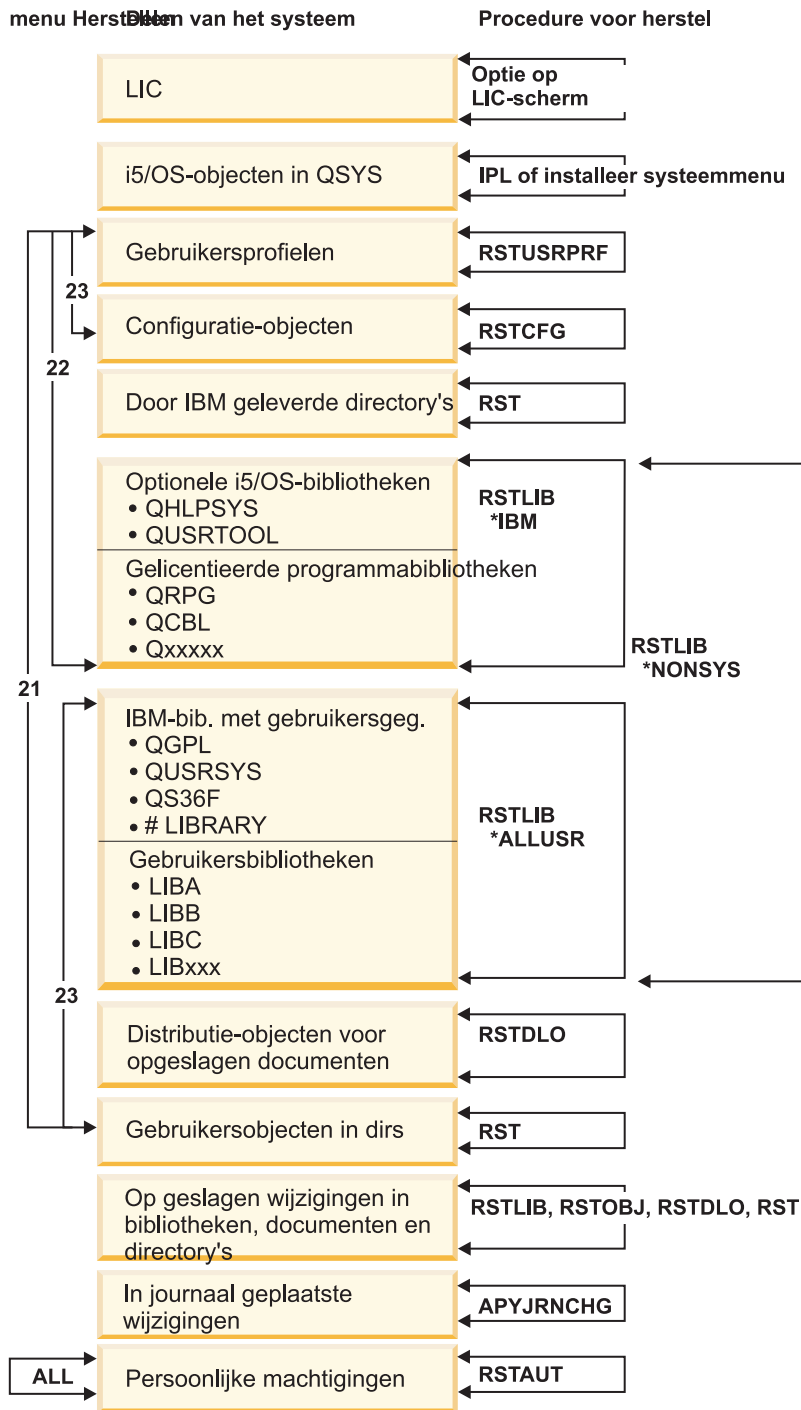 menu Herstellen
Delen van het systeem
Procedure voor herstel
LIC
Optie op
LIC-scherm
i5/OS-objecten in QSYS
IPL of installeer systeemmenu
Gebruikersprofielen
RSTUSRPRF
23
Configuratie-objecten
RSTCFG
22
Door IBM geleverde directory's
RST
Optionele i5/OS-bibliotheken
• QHLPSYS
• QUSRTOOL
RSTLIB
*IBM
Gelicentieerde programmabibliotheken
• QRPG
• QCBL
• Qxxxxx
RSTLIB
*NONSYS
21
IBM-bib. met gebruikersgeg.
• QGPL
• QUSRSYS
• QS36F
• # LIBRARY
RSTLIB
*ALLUSR
Gebruikersbibliotheken
• LIBA
• LIBB
• LIBC
• LIBxxx
23
Distributie-objecten voor
opgeslagen documenten
RSTDLO
Gebruikersobjecten in dirs
RST
Op geslagen wijzigingen in
bibliotheken, documenten en
directory's
RSTLIB, RSTOBJ, RSTDLO, RST
In journaal geplaatste
wijzigingen
APYJRNCHG
ALL
Persoonlijke machtigingen
RSTAUT